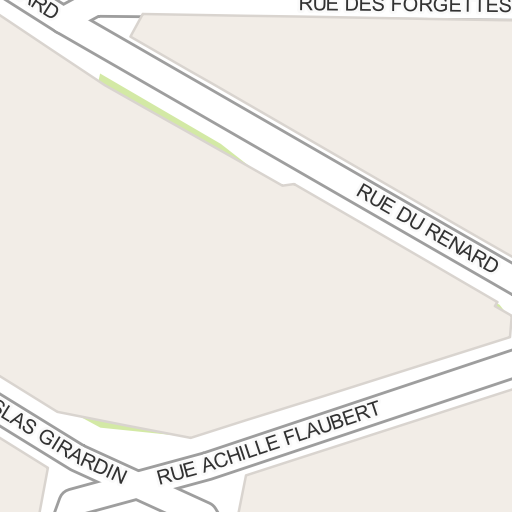 RUE DES FORGETTES
RUE DU RENARD
GIRARDIN
RUE ACHILLE FLAUBERT